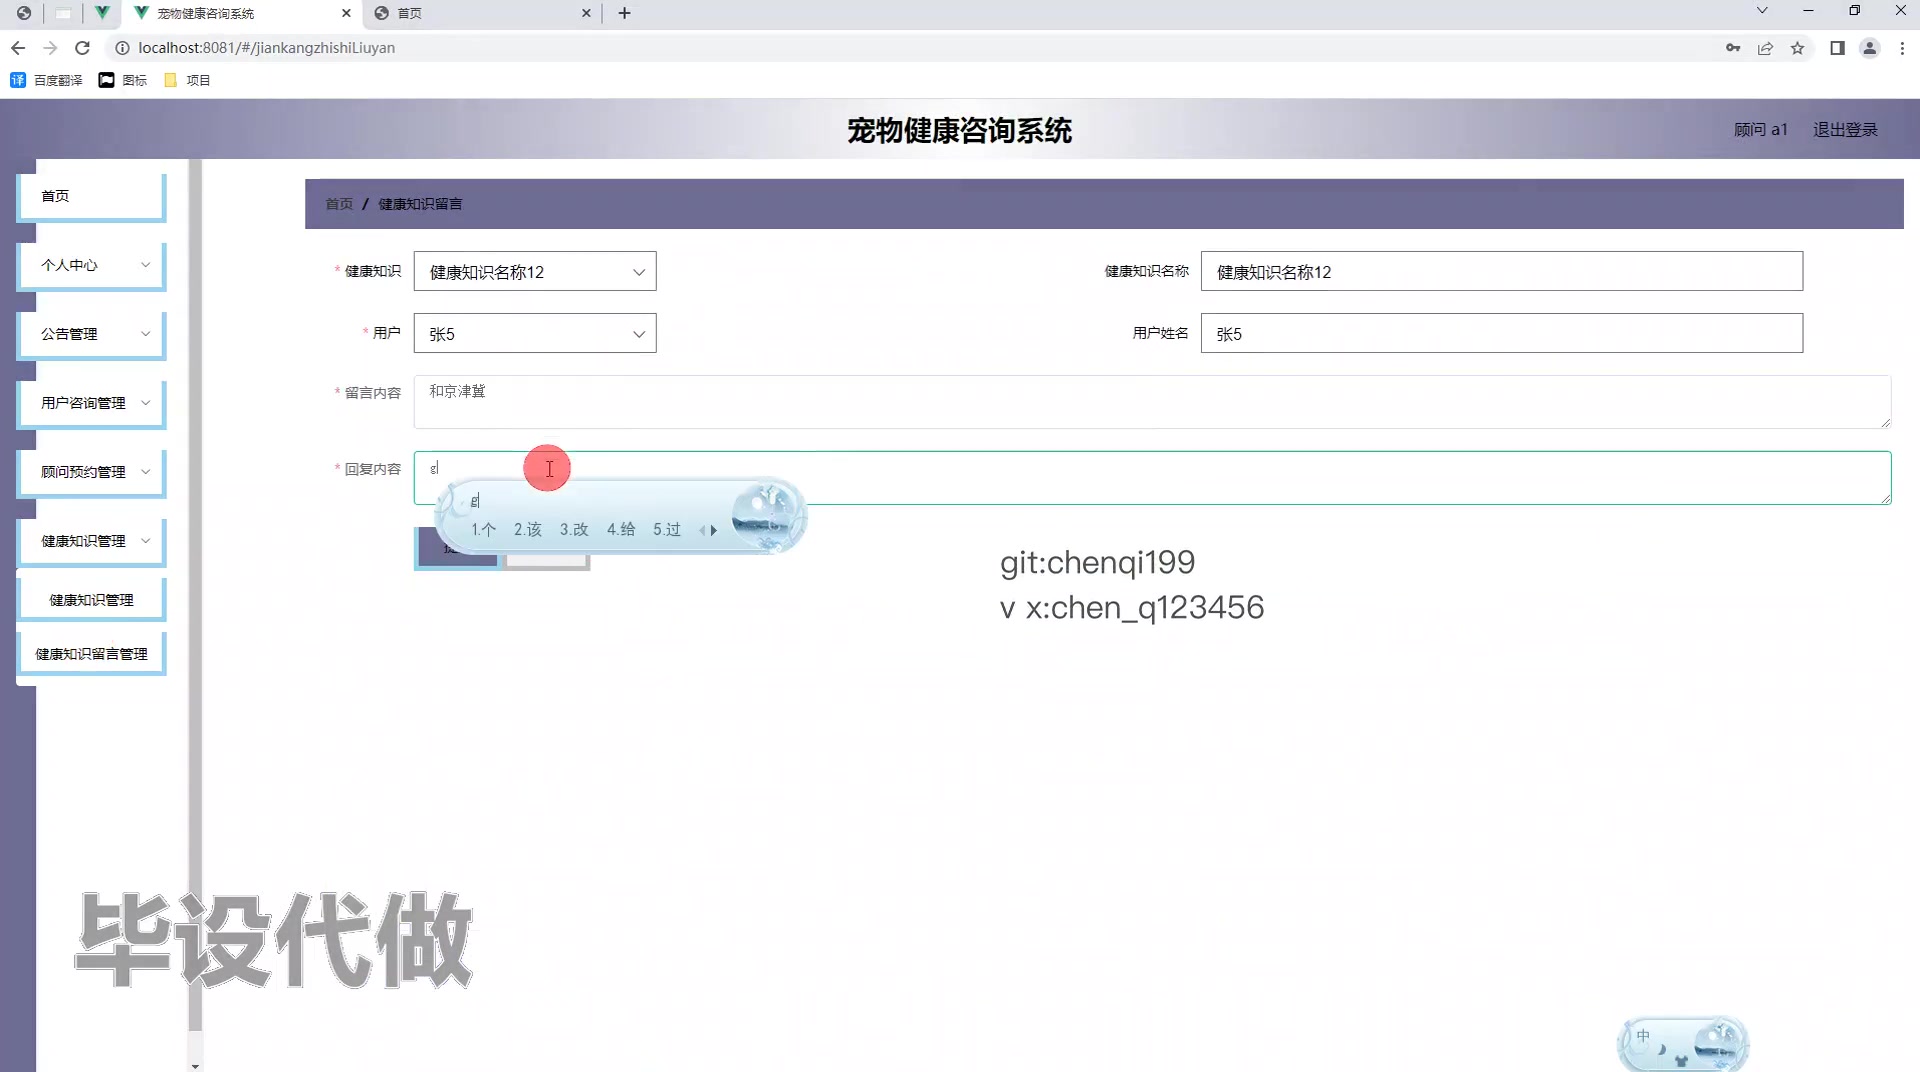 宠物健康咨询系统
首页
localhost:8081/#/jiankangzhishiLiuyan
译 百度翻译 图标 项目
宠物健康咨询系统
顾问 a1 退出登录
首页
个人中心
公告管理
用户咨询管理
顾问预约管理
健康知识管理
健康知识管理
健康知识留言管理
首页 / 健康知识留言
* 健康知识 健康知识名称12
健康知识名称 健康知识名称12
* 用户 张5
用户姓名 张5
* 留言内容 和京津冀
* 回复内容 g
g
1.个 2.该 3.改 4.给 5.过
git:chenqi199
v x:chen_q123456
毕设代做
中